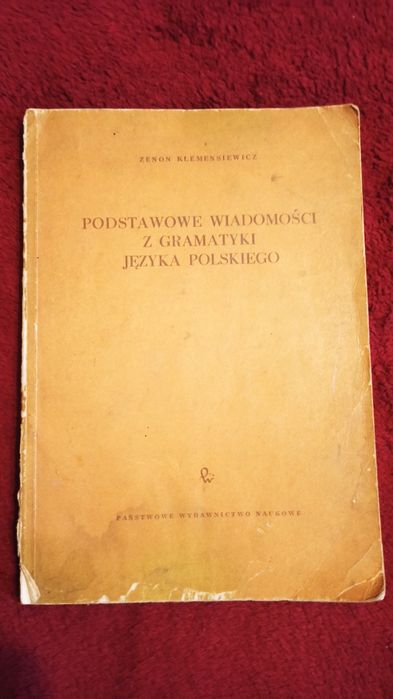 ZENON KLEMENSIEWICZ
PODSTAWOWE WIADOMOŚCI
Z GRAMATYKI
JĘZYKA POLSKIEGO
PAŃSTWOWE WYDAWNICTWO NAUKOWE